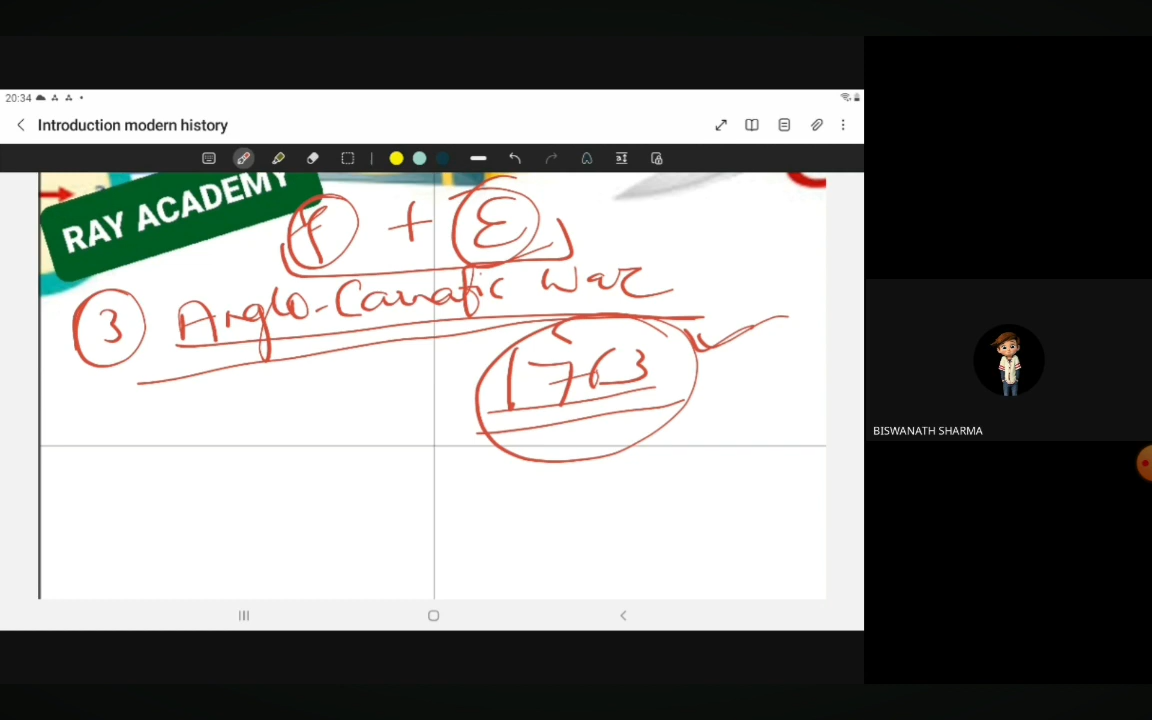 20:34
Introduction modern history
RAY ACADEMY
f + E
3 Anglo-Carnatic War
1763
BISWANATH SHARMA